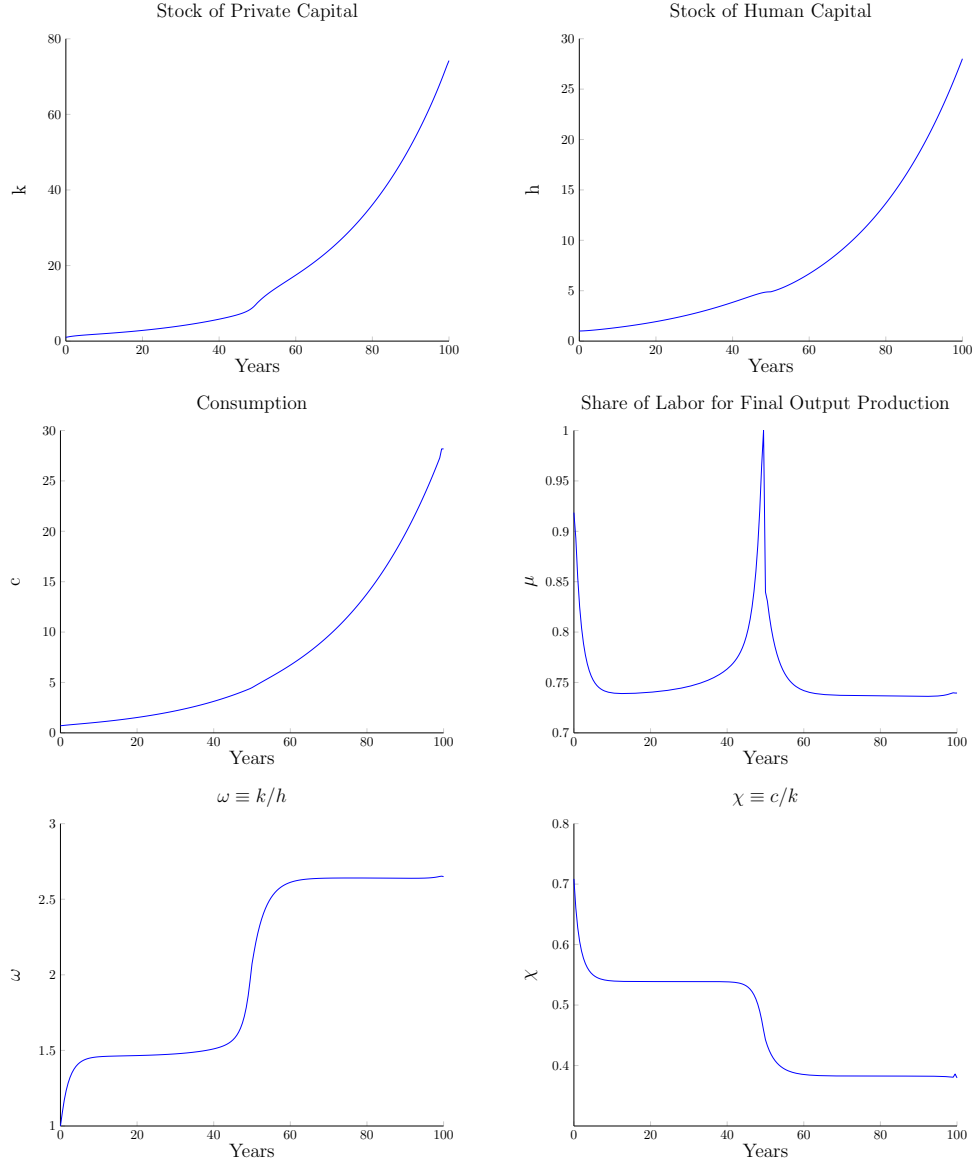 Stock of Private Capital
80
60
40
20
0
k
0 20 40 60 80 100
Years
Stock of Human Capital
30
25
20
15
10
5
0
h
0 20 40 60 80 100
Years
Consumption
30
25
20
15
10
5
0
c
0 20 40 60 80 100
Years
Share of Labor for Final Output Production
1
0.95
0.9
0.85
0.8
0.75
0.7
μ
0 20 40 60 80 100
Years
ω ≡ k/h
3
2.5
2
1.5
1
ω
0 20 40 60 80 100
Years
χ ≡ c/k
0.8
0.7
0.6
0.5
0.4
χ
0 20 40 60 80 100
Years